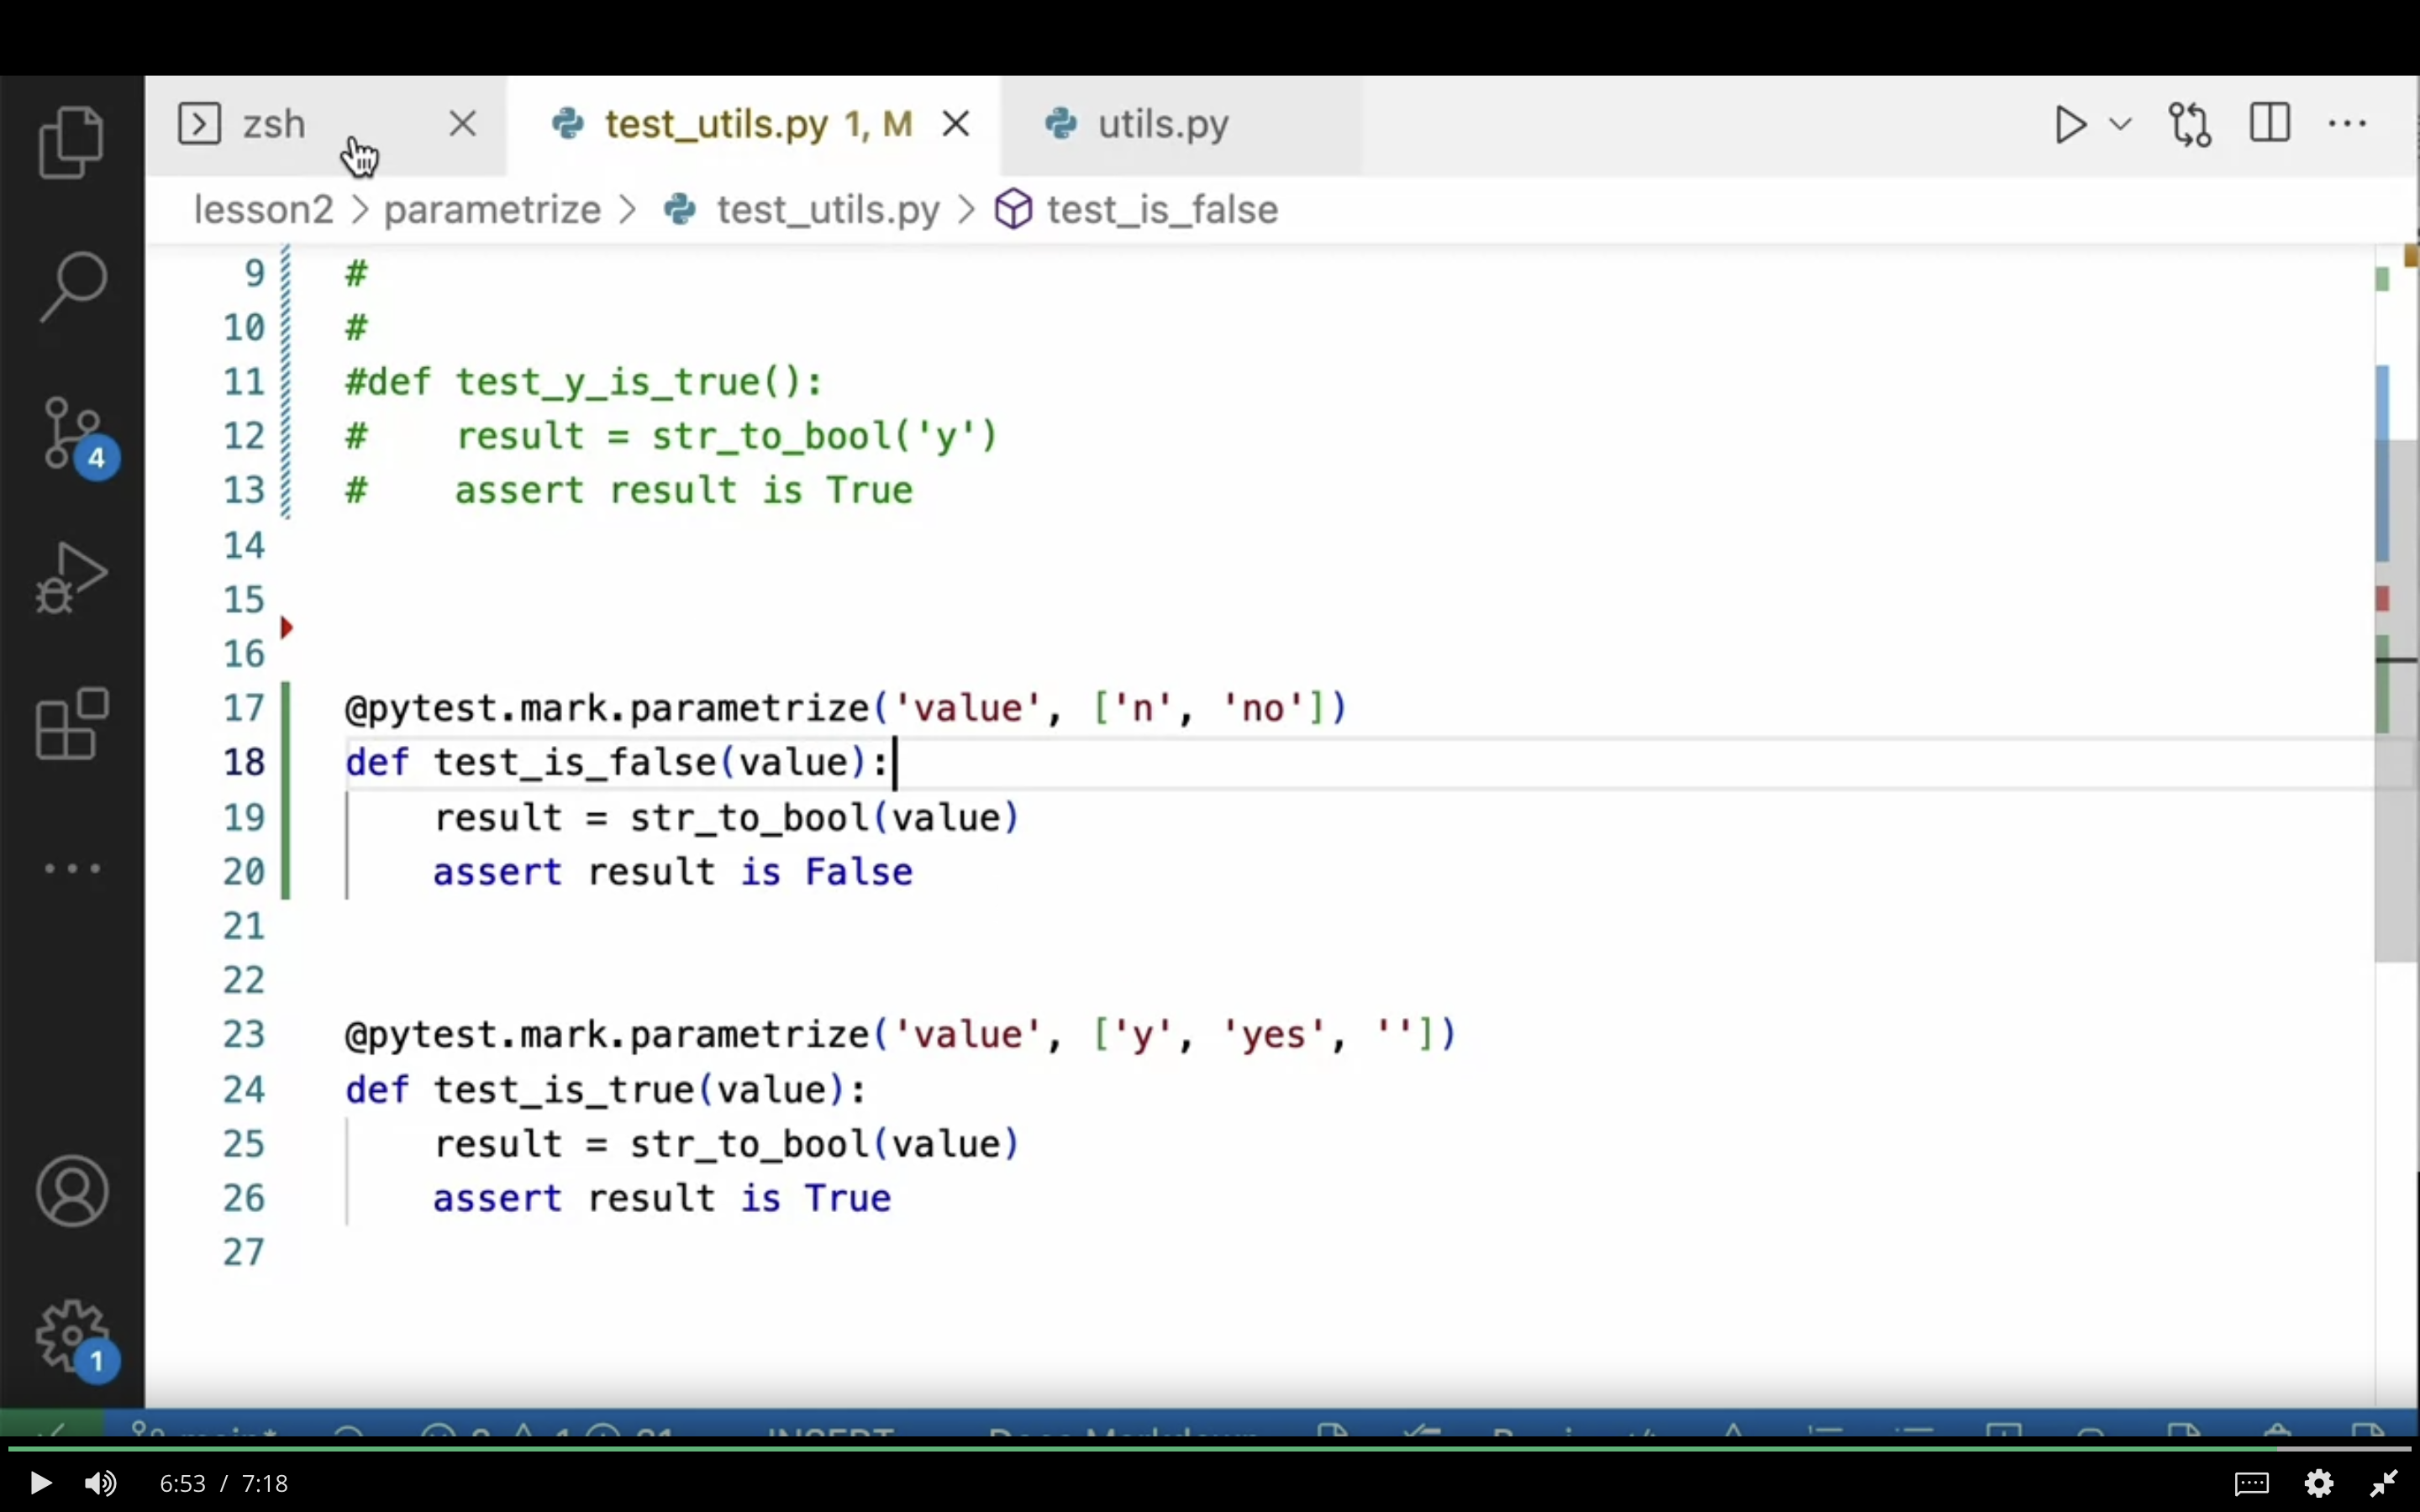 zsh
test_utils.py 1, M
utils.py
lesson2 > parametrize > test_utils.py > test_is_false
9 #
10 #
11 #def test_y_is_true():
12 #    result = str_to_bool('y')
13 #    assert result is True
14
15
16
17 @pytest.mark.parametrize('value', ['n', 'no'])
18 def test_is_false(value):
19     result = str_to_bool(value)
20     assert result is False
21
22
23 @pytest.mark.parametrize('value', ['y', 'yes', ''])
24 def test_is_true(value):
25     result = str_to_bool(value)
26     assert result is True
27
4
1
6:53 / 7:18